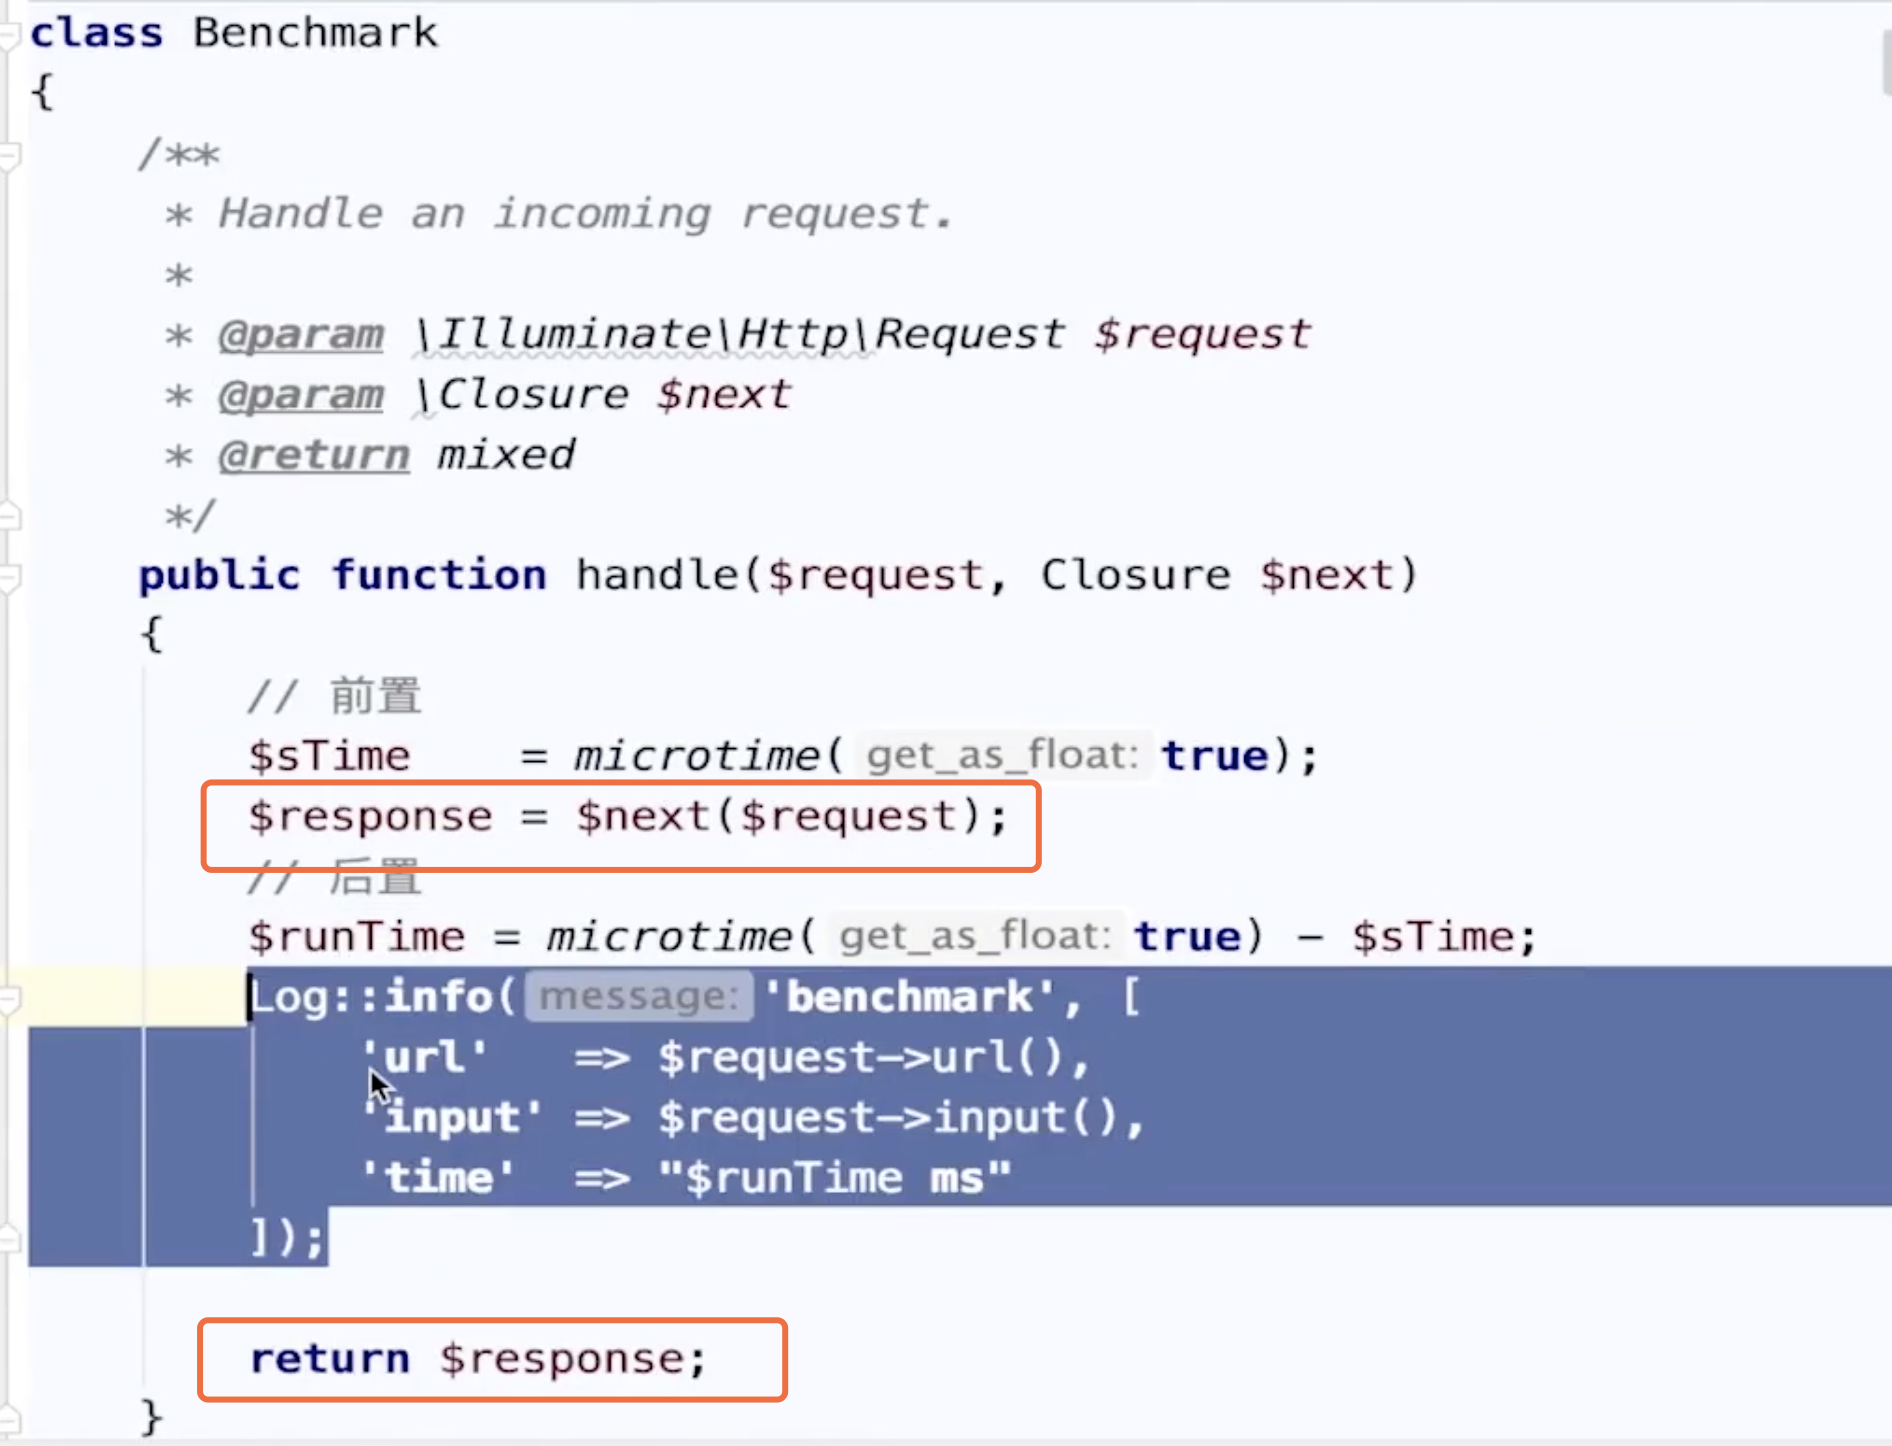 class Benchmark
{
/**
* Handle an incoming request.
*
* @param \Illuminate\Http\Request $request
* @param \Closure $next
* @return mixed
*/
public function handle($request, Closure $next)
{
// 前置
$sTime = microtime( get_as_float: true);
$response = $next($request);
// 后置
$runTime = microtime( get_as_float: true) - $sTime;
Log::info( message: 'benchmark', [
'url' => $request->url(),
'input' => $request->input(),
'time' => "$runTime ms"
]);
return $response;
}